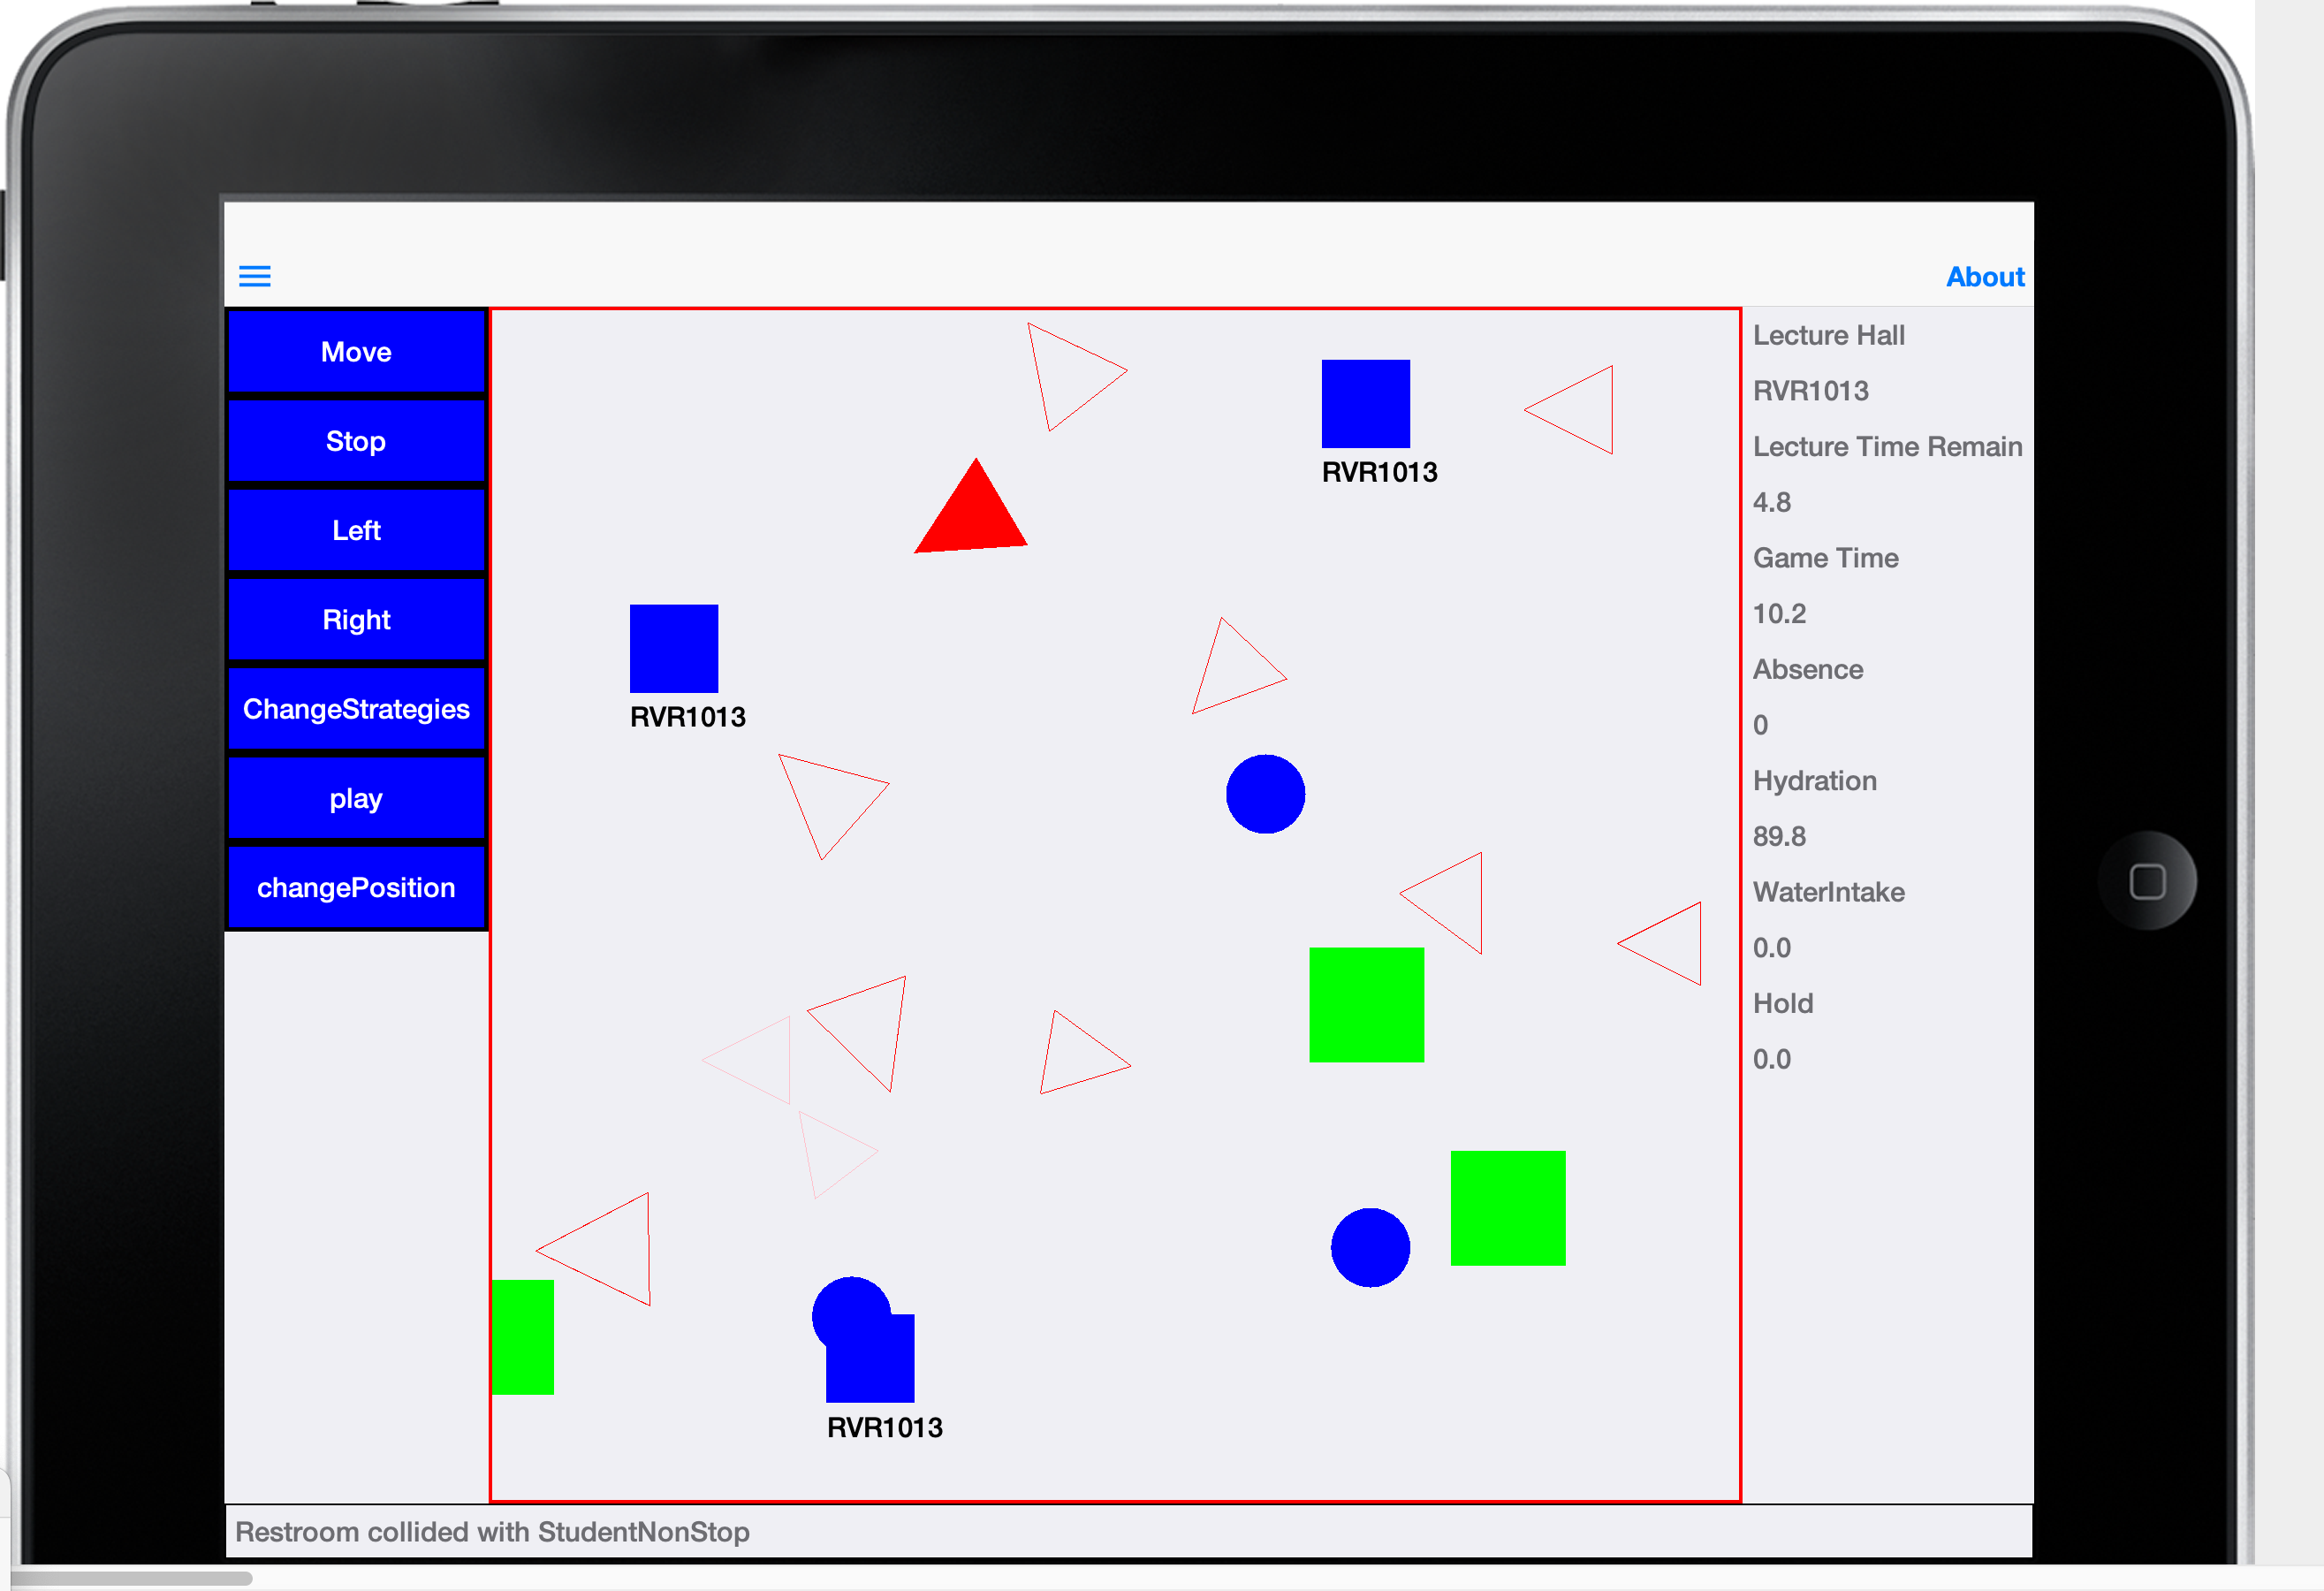 About
Move
Stop
Left
Right
ChangeStrategies
play
changePosition
RVR1013
RVR1013
RVR1013
Lecture Hall
RVR1013
Lecture Time Remain
4.8
Game Time
10.2
Absence
0
Hydration
89.8
WaterIntake
0.0
Hold
0.0
Restroom collided with StudentNonStop